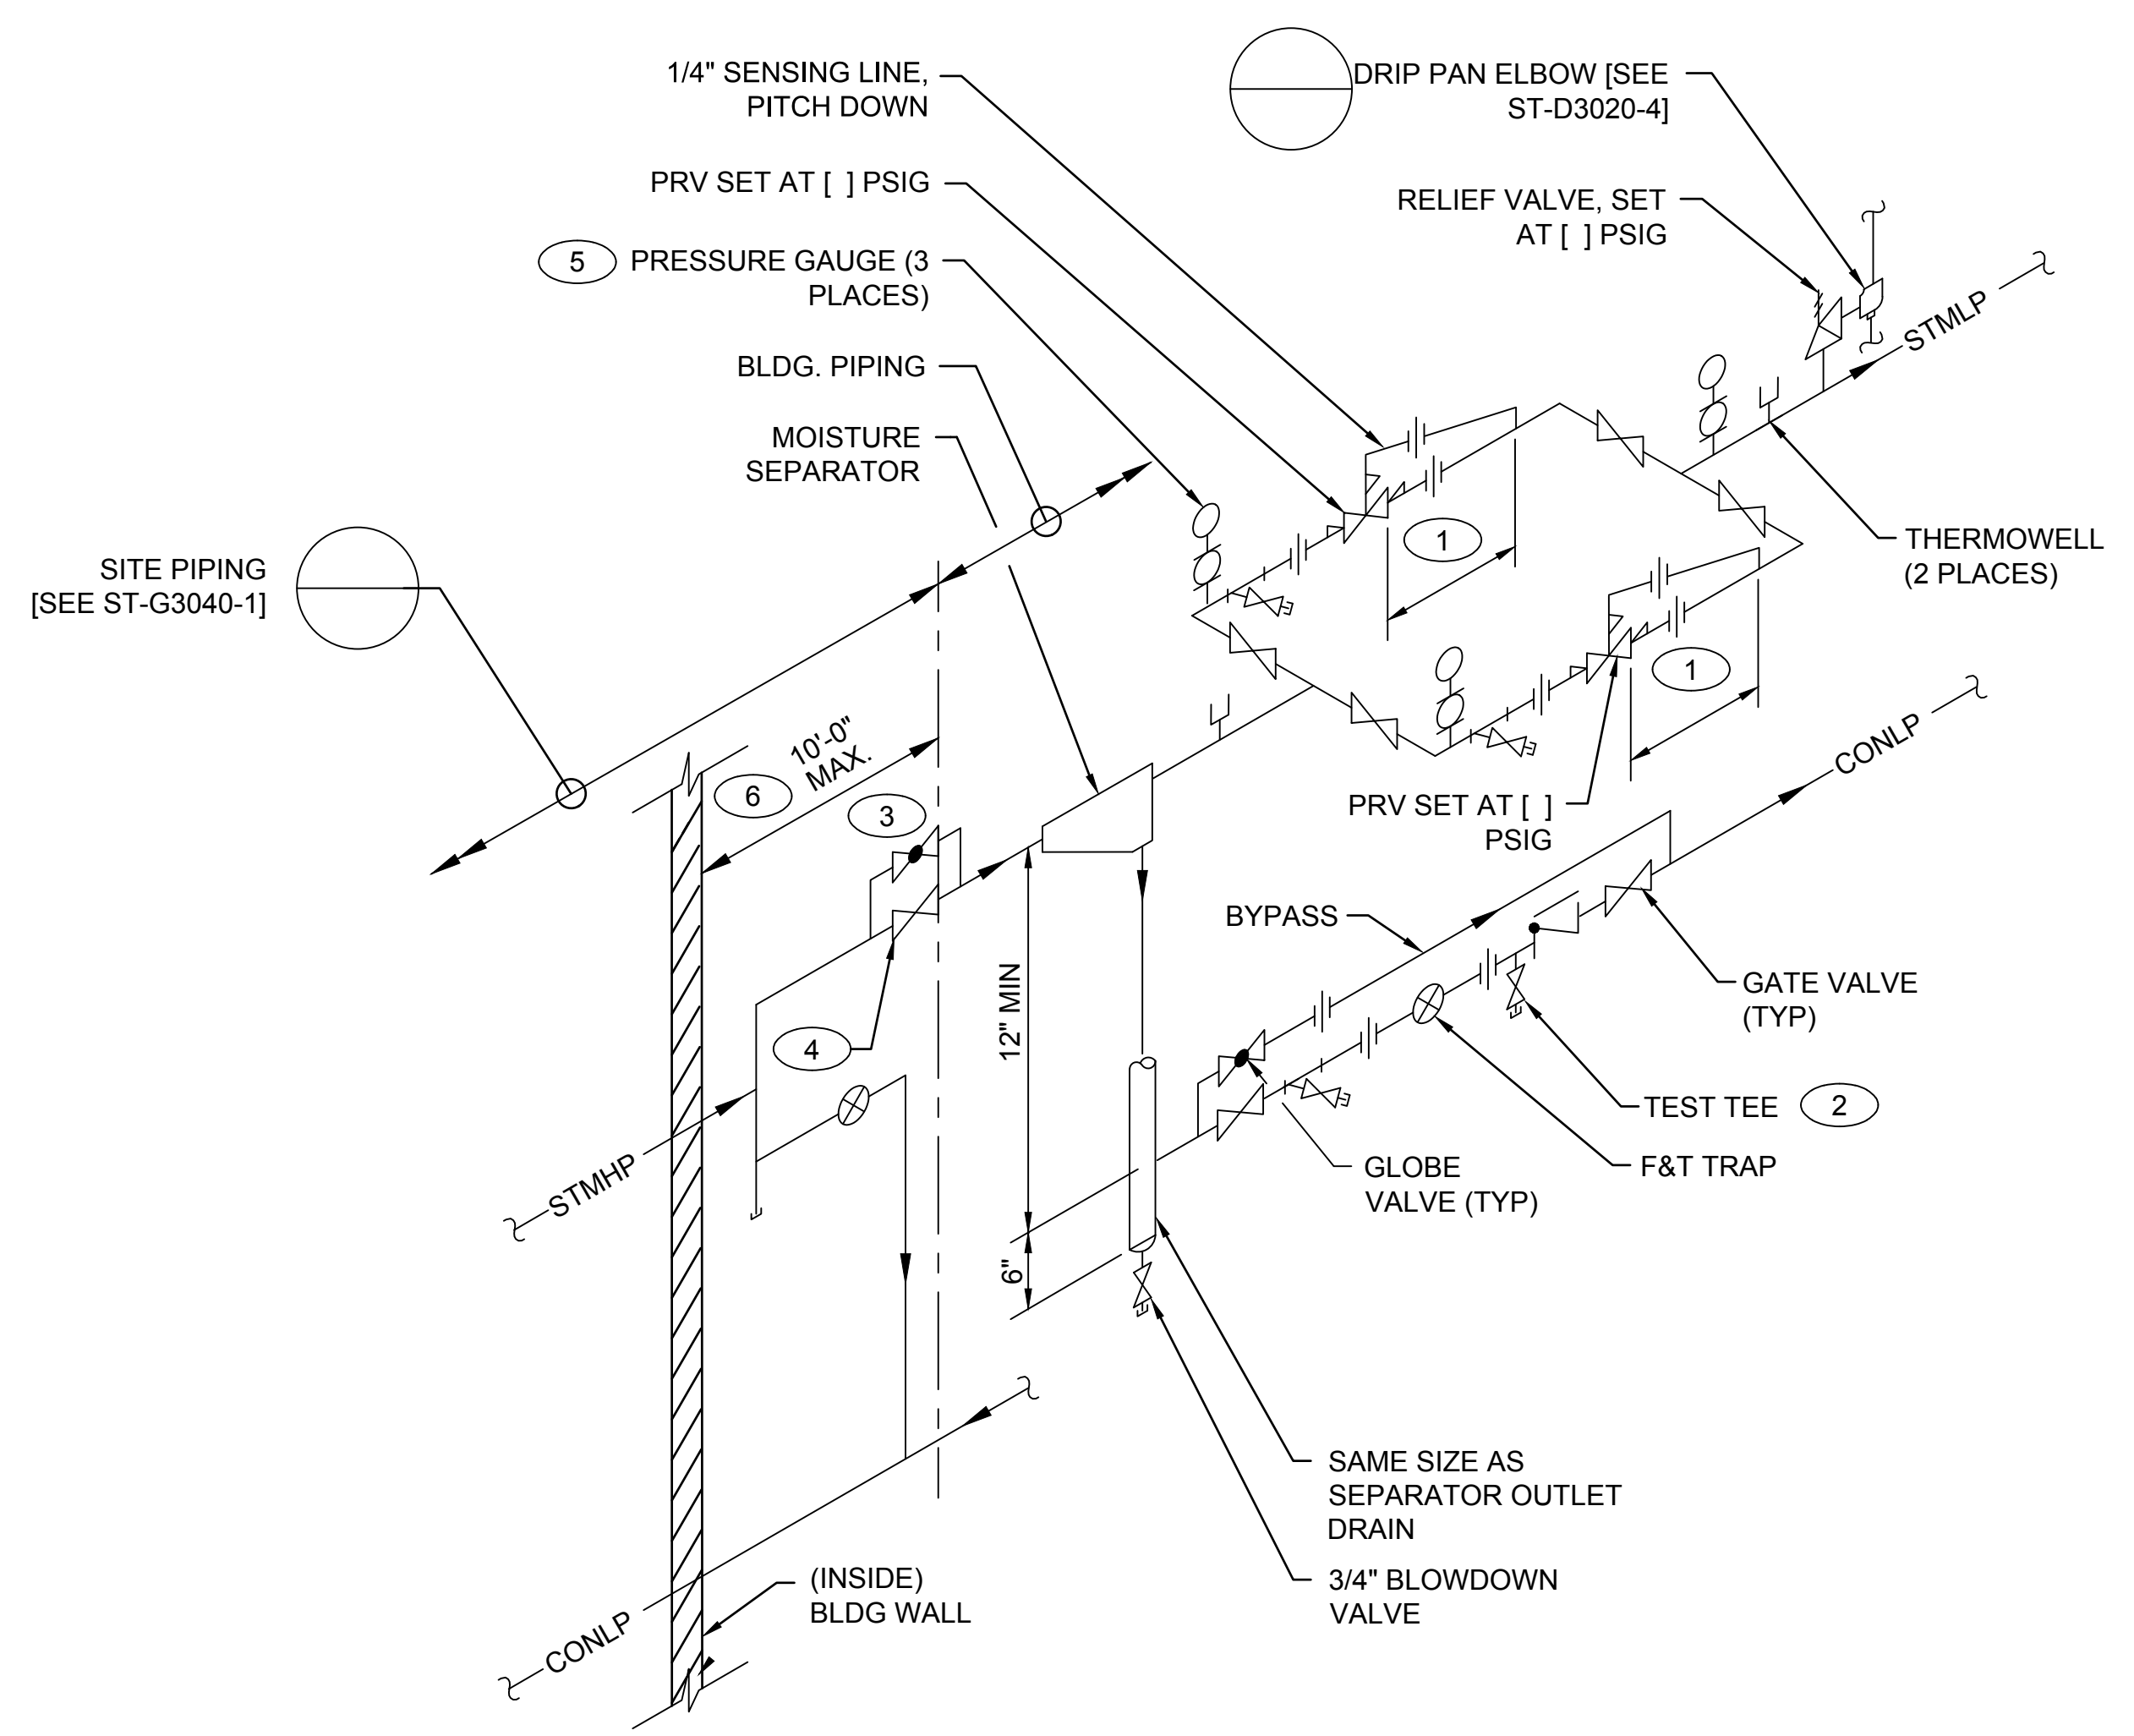 1/4" SENSING LINE,
PITCH DOWN
DRIP PAN ELBOW [SEE
ST-D3020-4]
PRV SET AT [  ] PSIG
RELIEF VALVE, SET
AT [  ] PSIG
5
PRESSURE GAUGE (3
PLACES)
STMLP
BLDG. PIPING
MOISTURE
SEPARATOR
1
THERMOWELL
(2 PLACES)
SITE PIPING
[SEE ST-G3040-1]
1
10'-0"
MAX.
6
3
CONLP
PRV SET AT [  ]
PSIG
BYPASS
GATE VALVE
(TYP)
12" MIN
4
TEST TEE
2
STMHP
GLOBE
VALVE (TYP)
F&T TRAP
6"
SAME SIZE AS
SEPARATOR OUTLET
DRAIN
(INSIDE)
BLDG WALL
3/4" BLOWDOWN
VALVE
CONLP